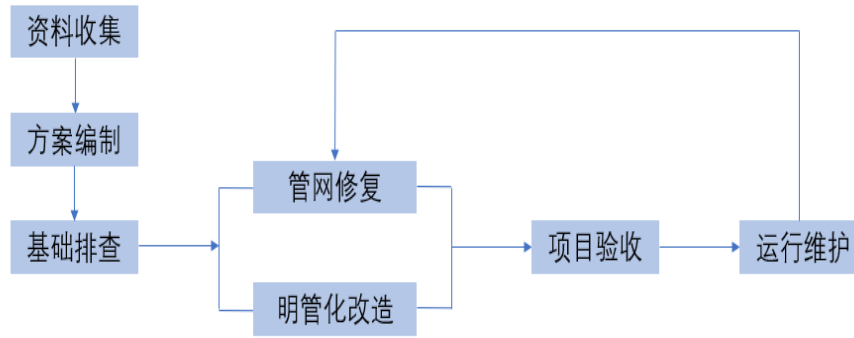 资料收集
方案编制
基础排查
管网修复
明管化改造
项目验收
运行维护